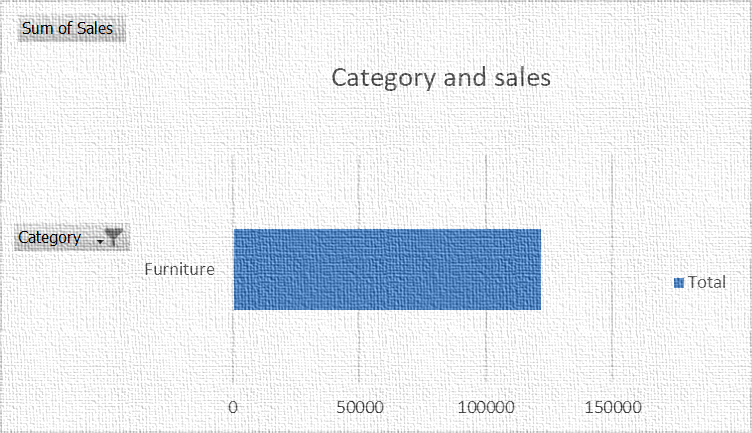 Sum of Sales
Category and sales
Category
Furniture
Total
0 50000 100000 150000